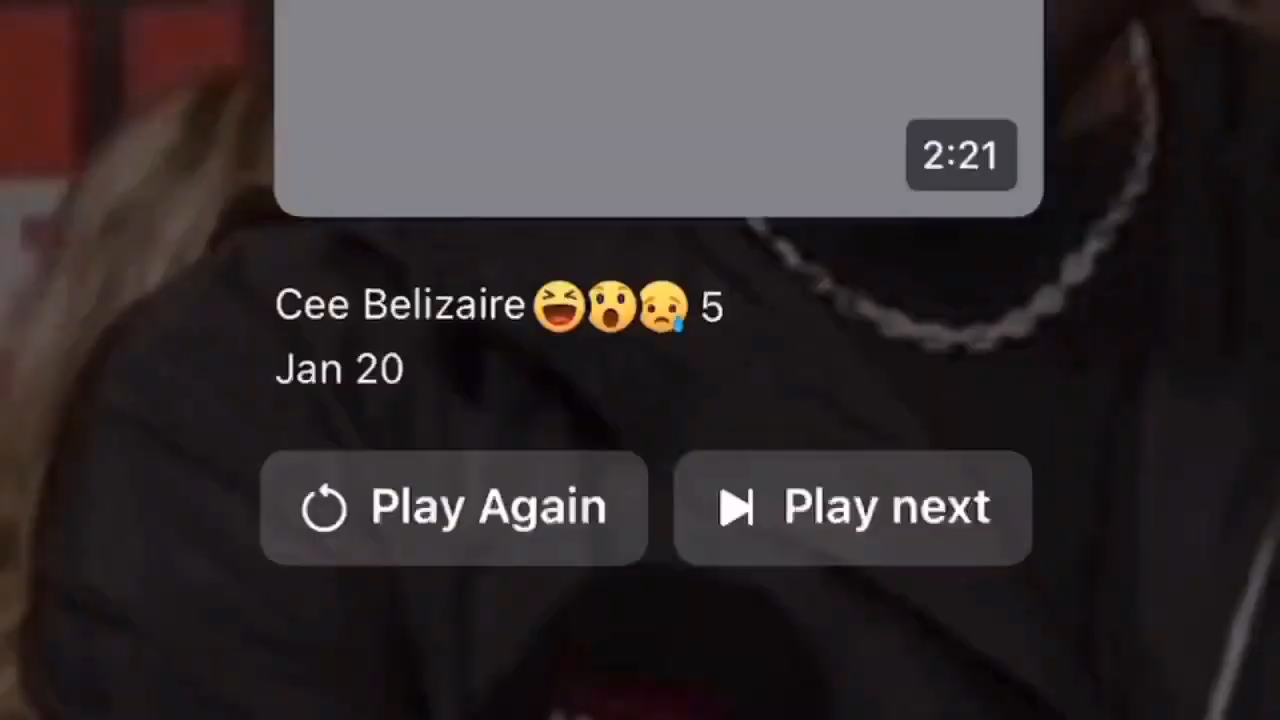 2:21
Cee Belizaire😆😯😥 5
Jan 20
Play Again
Play next